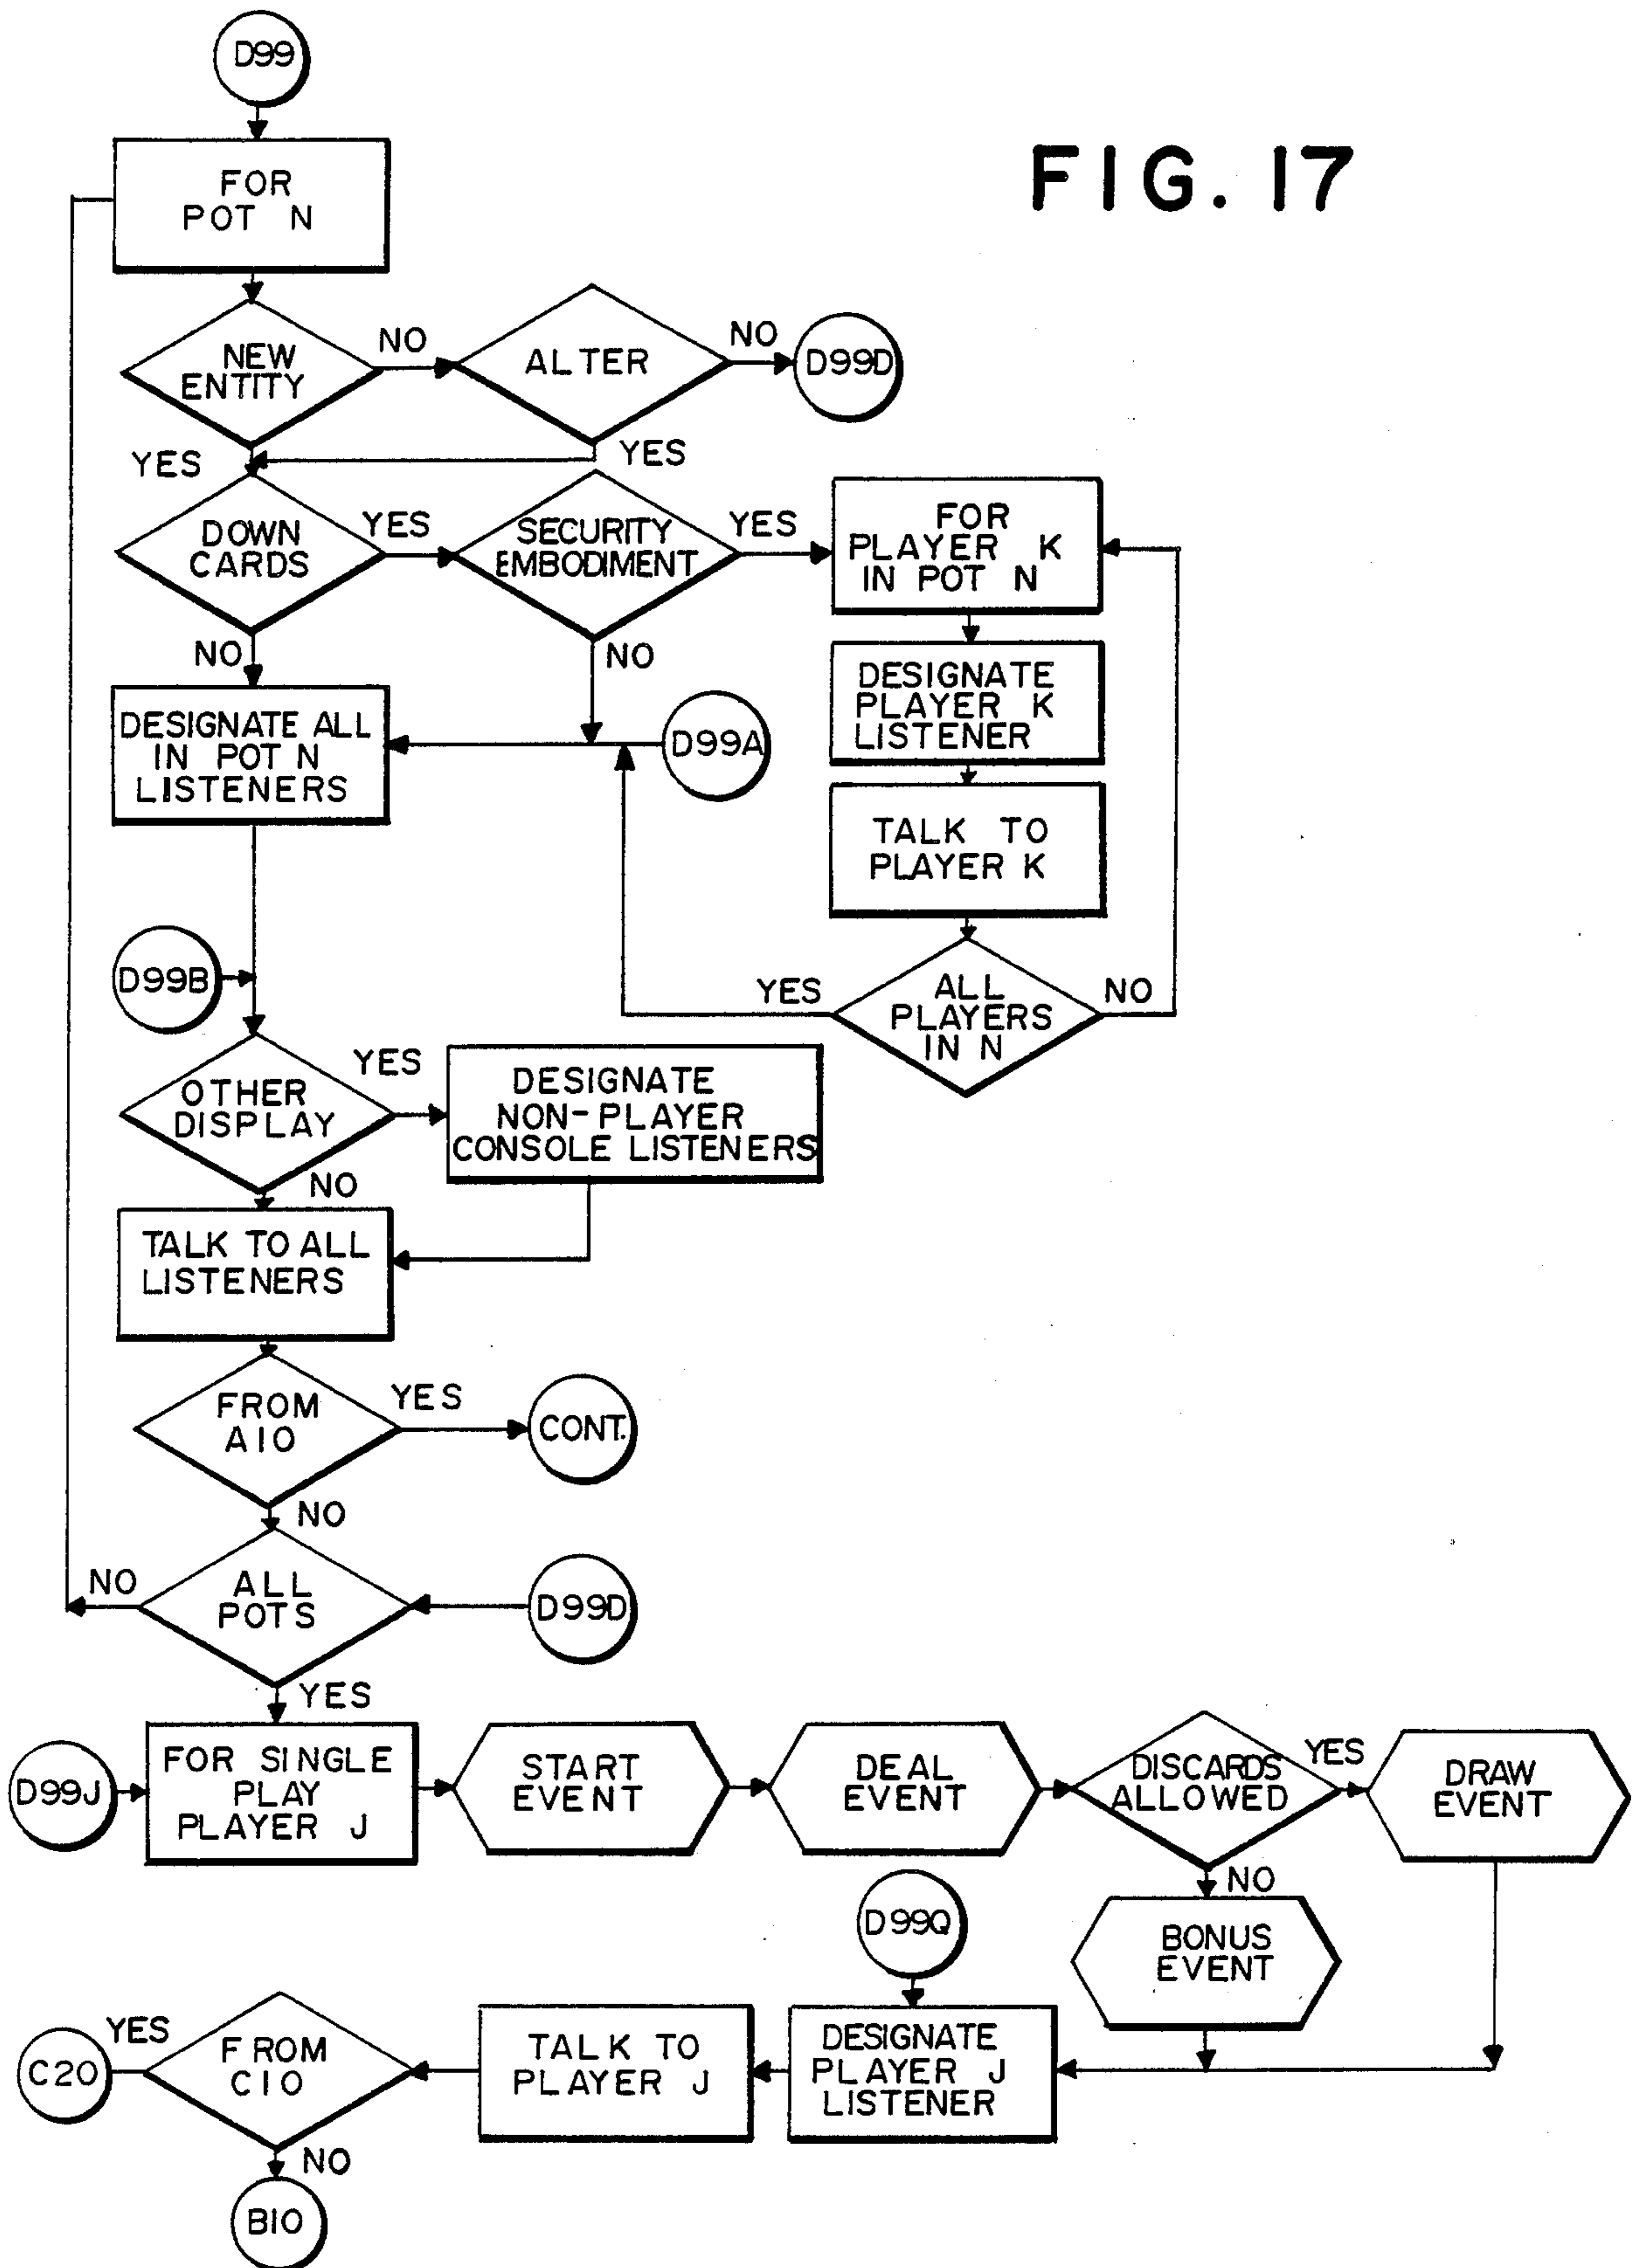 D99
FIG. 17
FOR
POT N
NEW
ENTITY
NO
ALTER
NO
D99D
YES
YES
DOWN
CARDS
YES
SECURITY
EMBODIMENT
YES
FOR
PLAYER K
IN POT N
NO
NO
DESIGNATE
PLAYER K
LISTENER
DESIGNATE ALL
IN POT N
LISTENERS
D99A
TALK TO
PLAYER K
D99B
YES
ALL
PLAYERS
IN N
NO
OTHER
DISPLAY
YES
DESIGNATE
NON-PLAYER
CONSOLE LISTENERS
NO
TALK TO ALL
LISTENERS
FROM
A10
YES
CONT.
NO
ALL
POTS
NO
D99D
YES
D99J
FOR SINGLE
PLAY
PLAYER J
START
EVENT
DEAL
EVENT
DISCARDS
ALLOWED
YES
DRAW
EVENT
NO
D99Q
BONUS
EVENT
DESIGNATE
PLAYER J
LISTENER
TALK TO
PLAYER J
FROM
C10
YES
C20
NO
B10